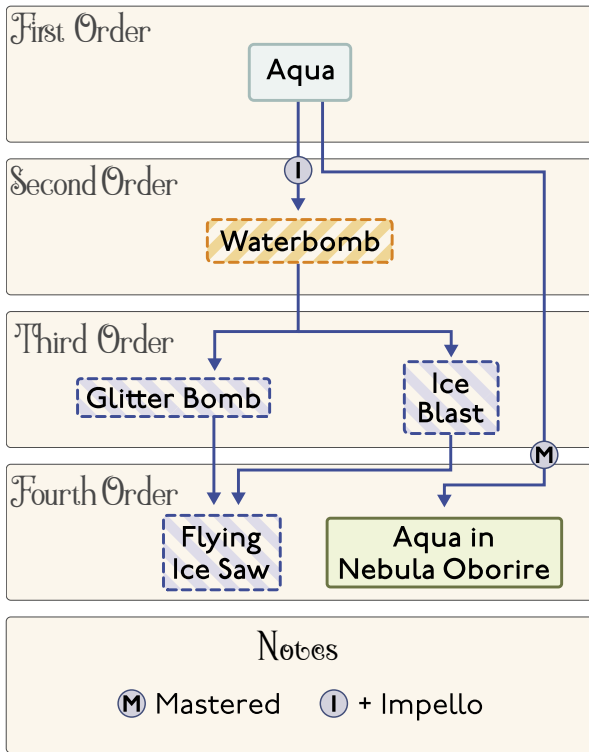 First Order
Aqua
I
Second Order
Waterbomb
Third Order
Glitter Bomb
Ice
Blast
M
Fourth Order
Flying
Ice Saw
Aqua in
Nebula Oborire
Notes
M Mastered
I + Impello